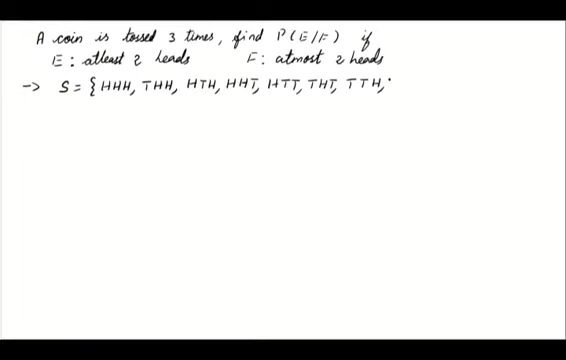 A coin is tossed 3 times, find P(E/F) if
E : atleast 2 heads F : atmost 2 heads
-> S = { HHH, THH, HTH, HHT, HTT, THT, TTH,